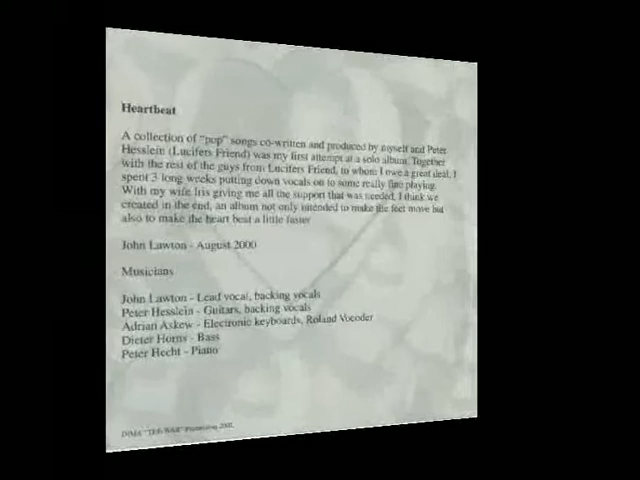 Heartbeat
A collection of "pop" songs co-written and produced by myself and Peter
Hesslein (Lucifers Friend) was my first attempt at a solo album. Together
with the rest of the guys from Lucifers Friend, to whom I owe a great deal, I
spent 3 long weeks putting down vocals on to some really fine playing.
With my wife Iris giving me all the support that was needed, I think we
created in the end, an album not only intended to make the feet move but
also to make the heart beat a little faster
John Lawton - August 2000
Musicians
John Lawton - Lead vocal, backing vocals
Peter Hesslein - Guitars, backing vocals
Adrian Askew - Electronic keyboards, Roland Vocoder
Dieter Horns - Bass
Peter Hecht - Piano